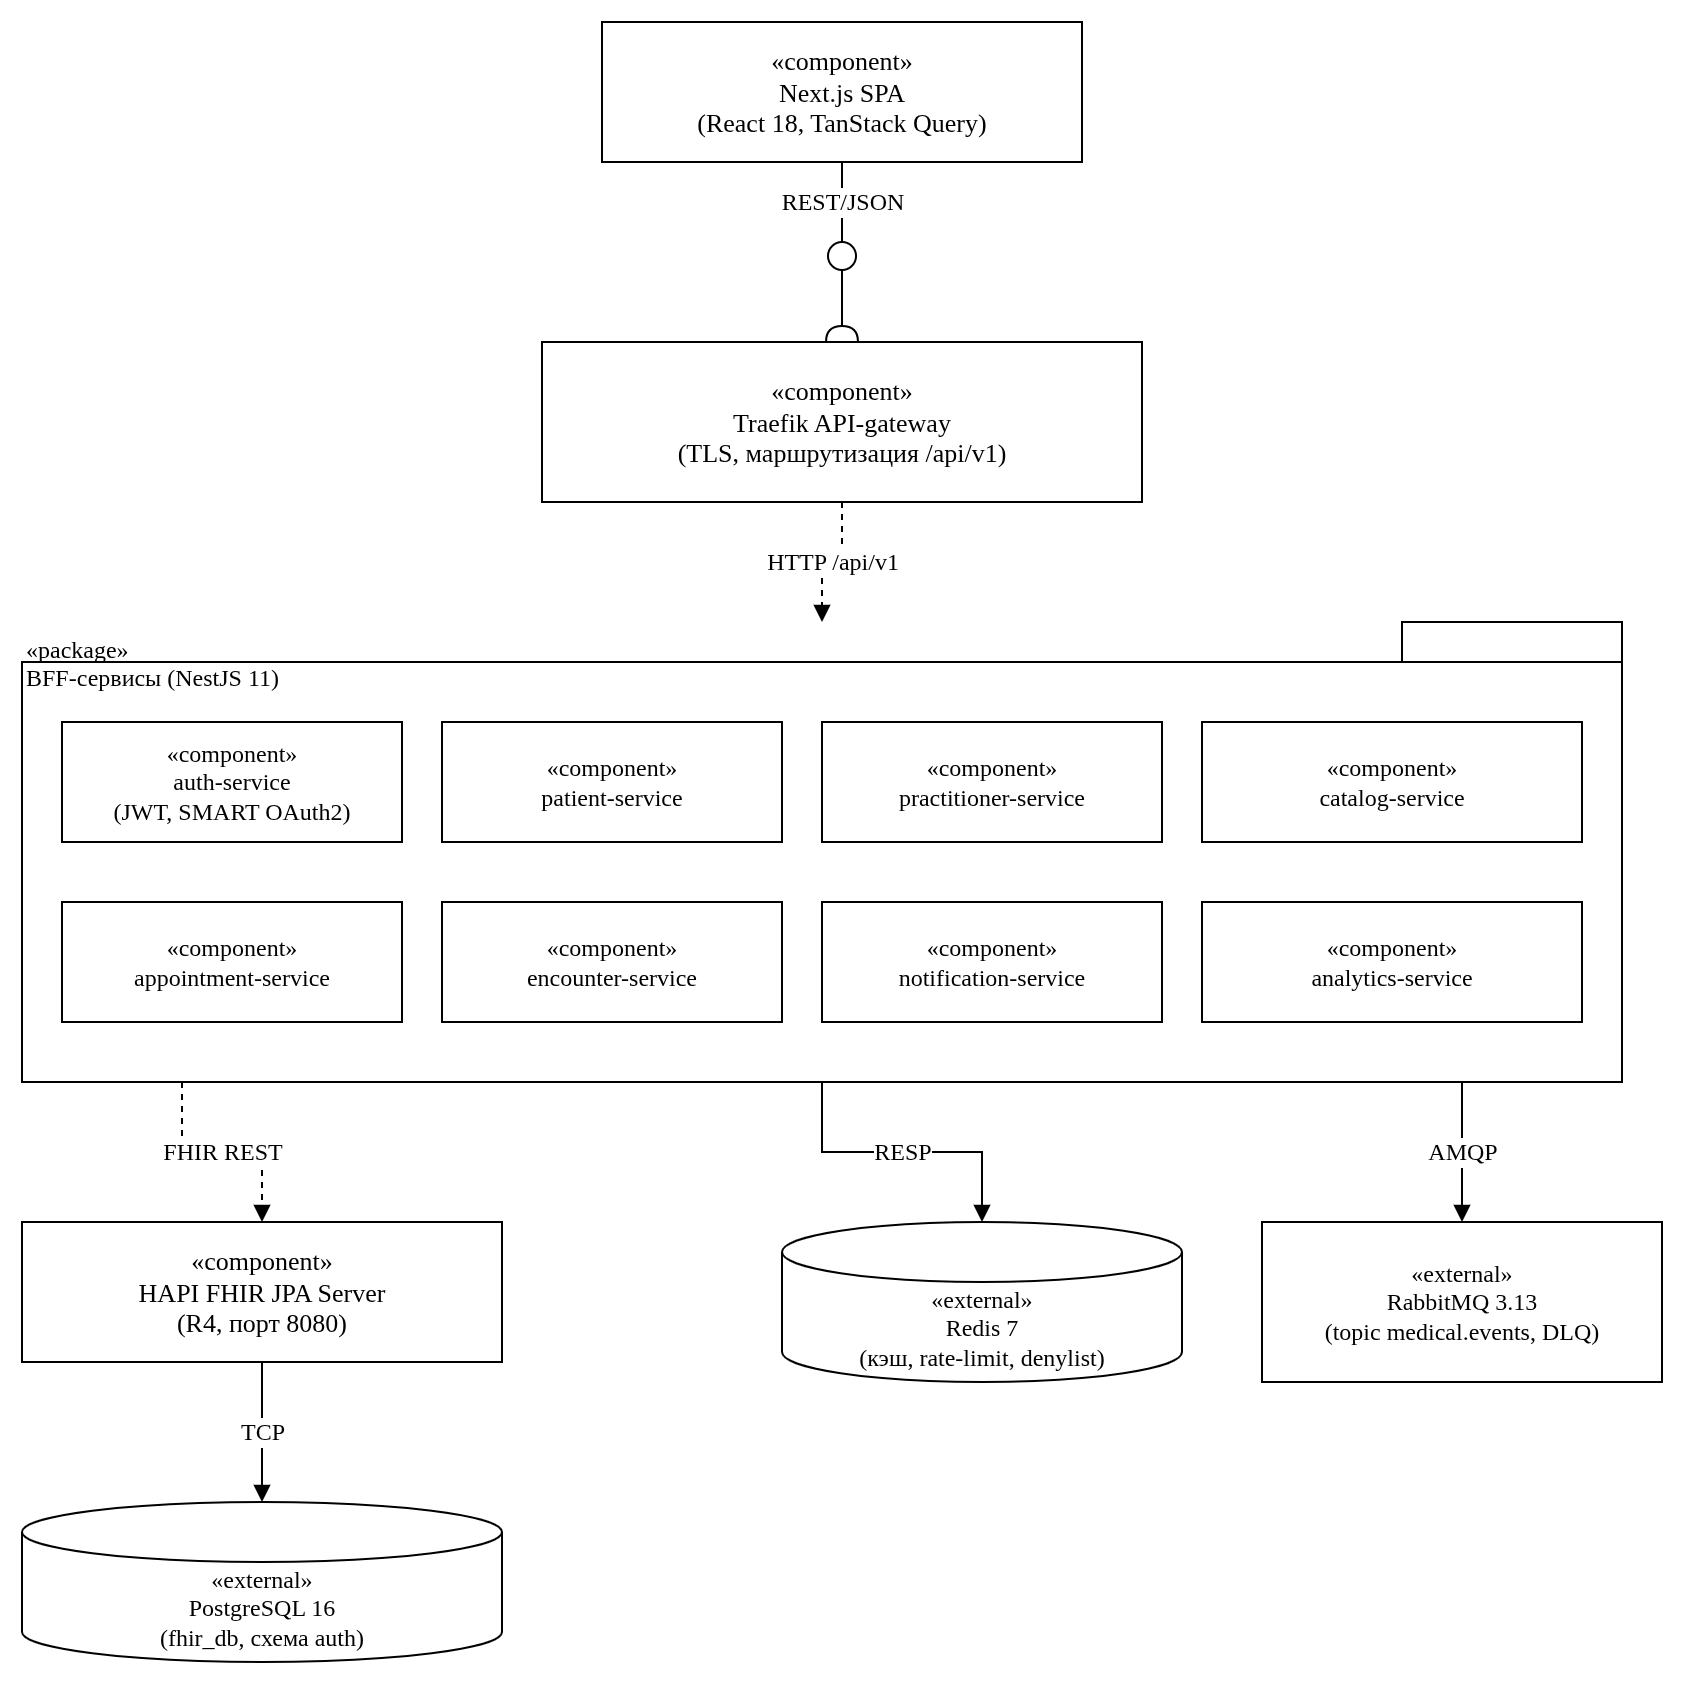 «component»
Next.js SPA
(React 18, TanStack Query)
REST/JSON
«component»
Traefik API-gateway
(TLS, маршрутизация /api/v1)
HTTP /api/v1
«package»
BFF-сервисы (NestJS 11)
«component»
auth-service
(JWT, SMART OAuth2)
«component»
patient-service
«component»
practitioner-service
«component»
catalog-service
«component»
appointment-service
«component»
encounter-service
«component»
notification-service
«component»
analytics-service
FHIR REST
RESP
AMQP
«component»
HAPI FHIR JPA Server
(R4, порт 8080)
«external»
Redis 7
(кэш, rate-limit, denylist)
«external»
RabbitMQ 3.13
(topic medical.events, DLQ)
TCP
«external»
PostgreSQL 16
(fhir_db, схема auth)